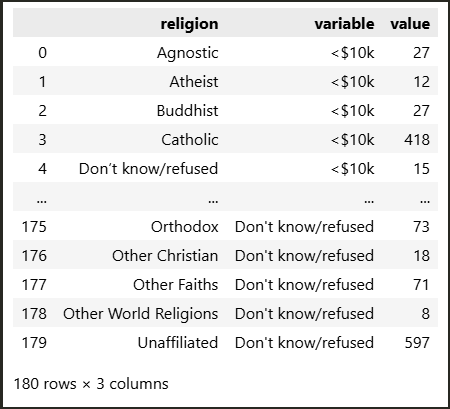 religion variable value
0 Agnostic <$10k 27
1 Atheist <$10k 12
2 Buddhist <$10k 27
3 Catholic <$10k 418
4 Don’t know/refused <$10k 15
... ... ... ...
175 Orthodox Don't know/refused 73
176 Other Christian Don't know/refused 18
177 Other Faiths Don't know/refused 71
178 Other World Religions Don't know/refused 8
179 Unaffiliated Don't know/refused 597
180 rows × 3 columns